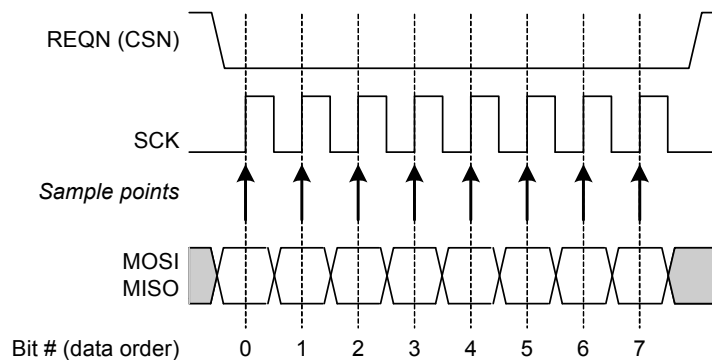 REQN (CSN)
SCK
Sample points
MOSI
MISO
Bit # (data order) 0 1 2 3 4 5 6 7